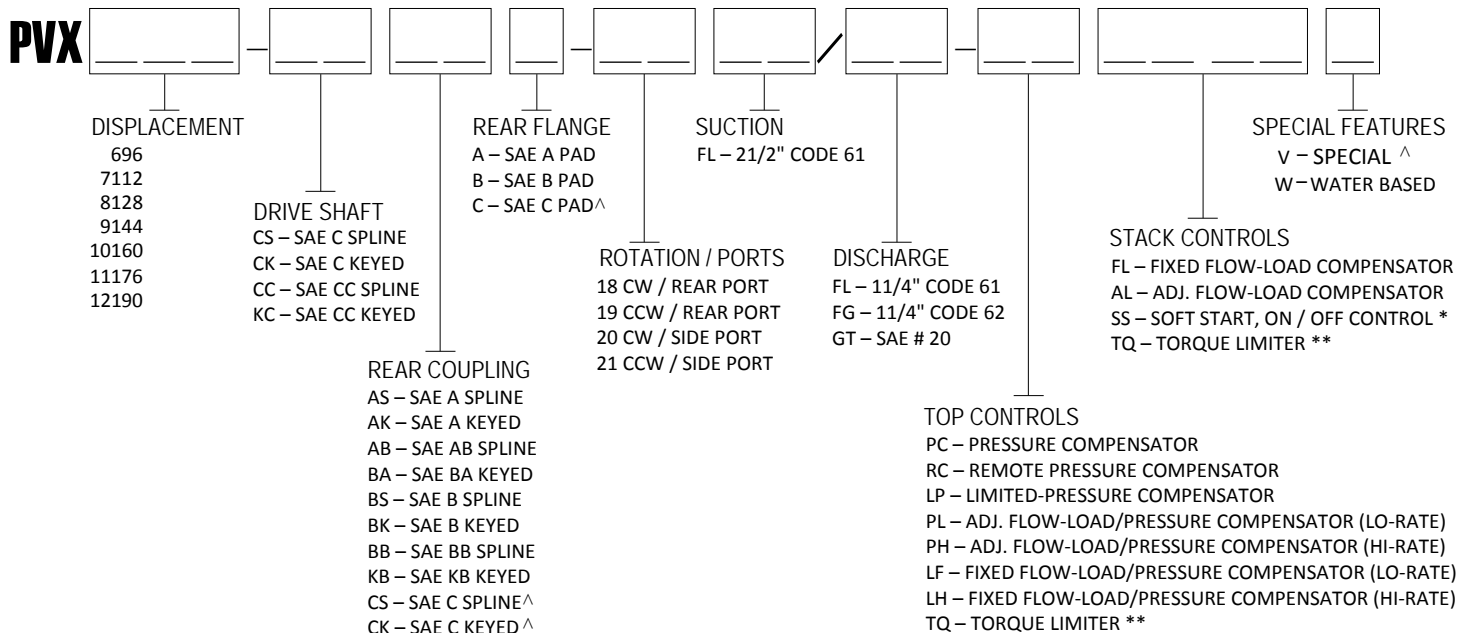 PVX – – / –
DISPLACEMENT
696
7112
8128
9144
10160
11176
12190
DRIVE SHAFT
CS – SAE C SPLINE
CK – SAE C KEYED
CC – SAE CC SPLINE
KC – SAE CC KEYED
REAR COUPLING
AS – SAE A SPLINE
AK – SAE A KEYED
AB – SAE AB SPLINE
BA – SAE BA KEYED
BS – SAE B SPLINE
BK – SAE B KEYED
BB – SAE BB SPLINE
KB – SAE KB KEYED
CS – SAE C SPLINE^
CK – SAE C KEYED ^
REAR FLANGE
A – SAE A PAD
B – SAE B PAD
C – SAE C PAD^
ROTATION / PORTS
18 CW / REAR PORT
19 CCW / REAR PORT
20 CW / SIDE PORT
21 CCW / SIDE PORT
SUCTION
FL – 21/2" CODE 61
DISCHARGE
FL – 11/4" CODE 61
FG – 11/4" CODE 62
GT – SAE # 20
TOP CONTROLS
PC – PRESSURE COMPENSATOR
RC – REMOTE PRESSURE COMPENSATOR
LP – LIMITED-PRESSURE COMPENSATOR
PL – ADJ. FLOW-LOAD/PRESSURE COMPENSATOR (LO-RATE)
PH – ADJ. FLOW-LOAD/PRESSURE COMPENSATOR (HI-RATE)
LF – FIXED FLOW-LOAD/PRESSURE COMPENSATOR (LO-RATE)
LH – FIXED FLOW-LOAD/PRESSURE COMPENSATOR (HI-RATE)
TQ – TORQUE LIMITER **
STACK CONTROLS
FL – FIXED FLOW-LOAD COMPENSATOR
AL – ADJ. FLOW-LOAD COMPENSATOR
SS – SOFT START, ON / OFF CONTROL *
TQ – TORQUE LIMITER **
SPECIAL FEATURES
V – SPECIAL ^
W – WATER BASED